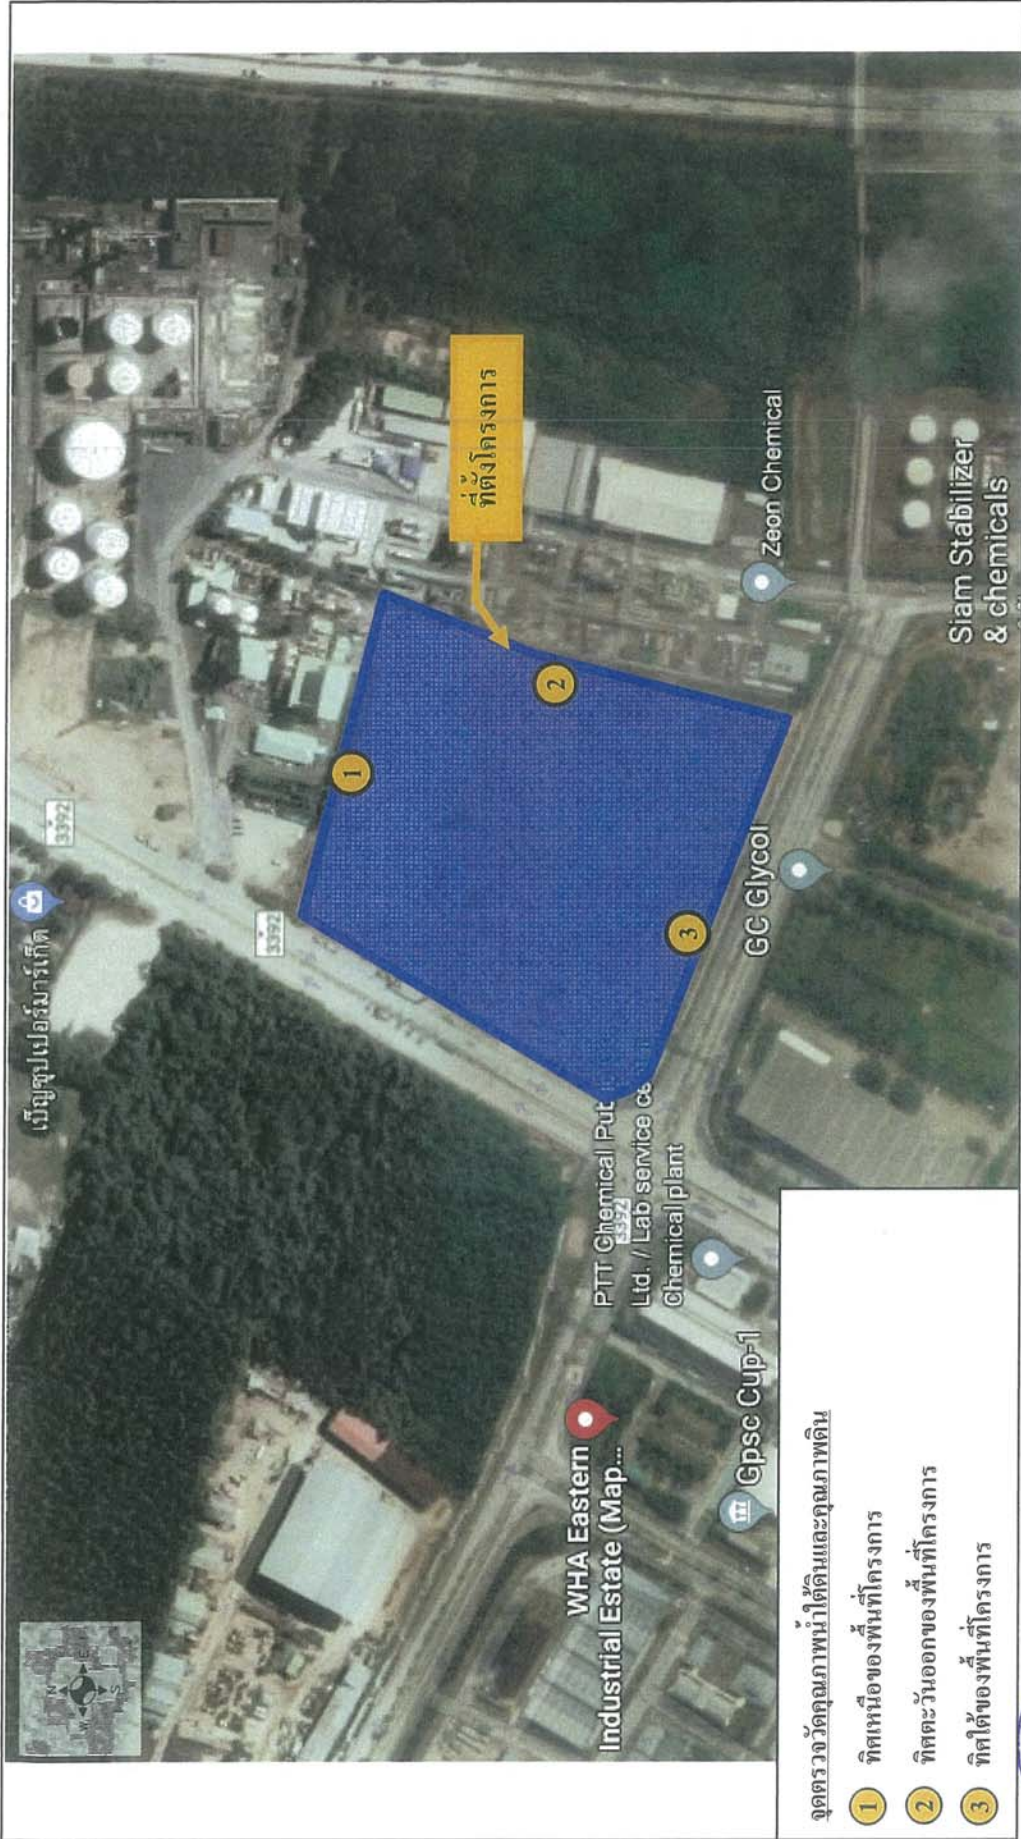 N
W
E
S
เบ็ญซุปเปอร์มาร์เก็ต
3392
3392
1
ที่ตั้งโครงการ
2
3
Zeon Chemical
GC Glycol
Siam Stabilizer
& chemicals
PTT Chemical Pub
3392
Ltd. / Lab service ce
Chemical plant
WHA Eastern
Industrial Estate (Map...
Gpsc Cup-1
จุดตรวจวัดคุณภาพน้ำใต้ดินและคุณภาพดิน
1 ทิศเหนือของพื้นที่โครงการ
2 ทิศตะวันออกของพื้นที่โครงการ
3 ทิศใต้ของพื้นที่โครงการ